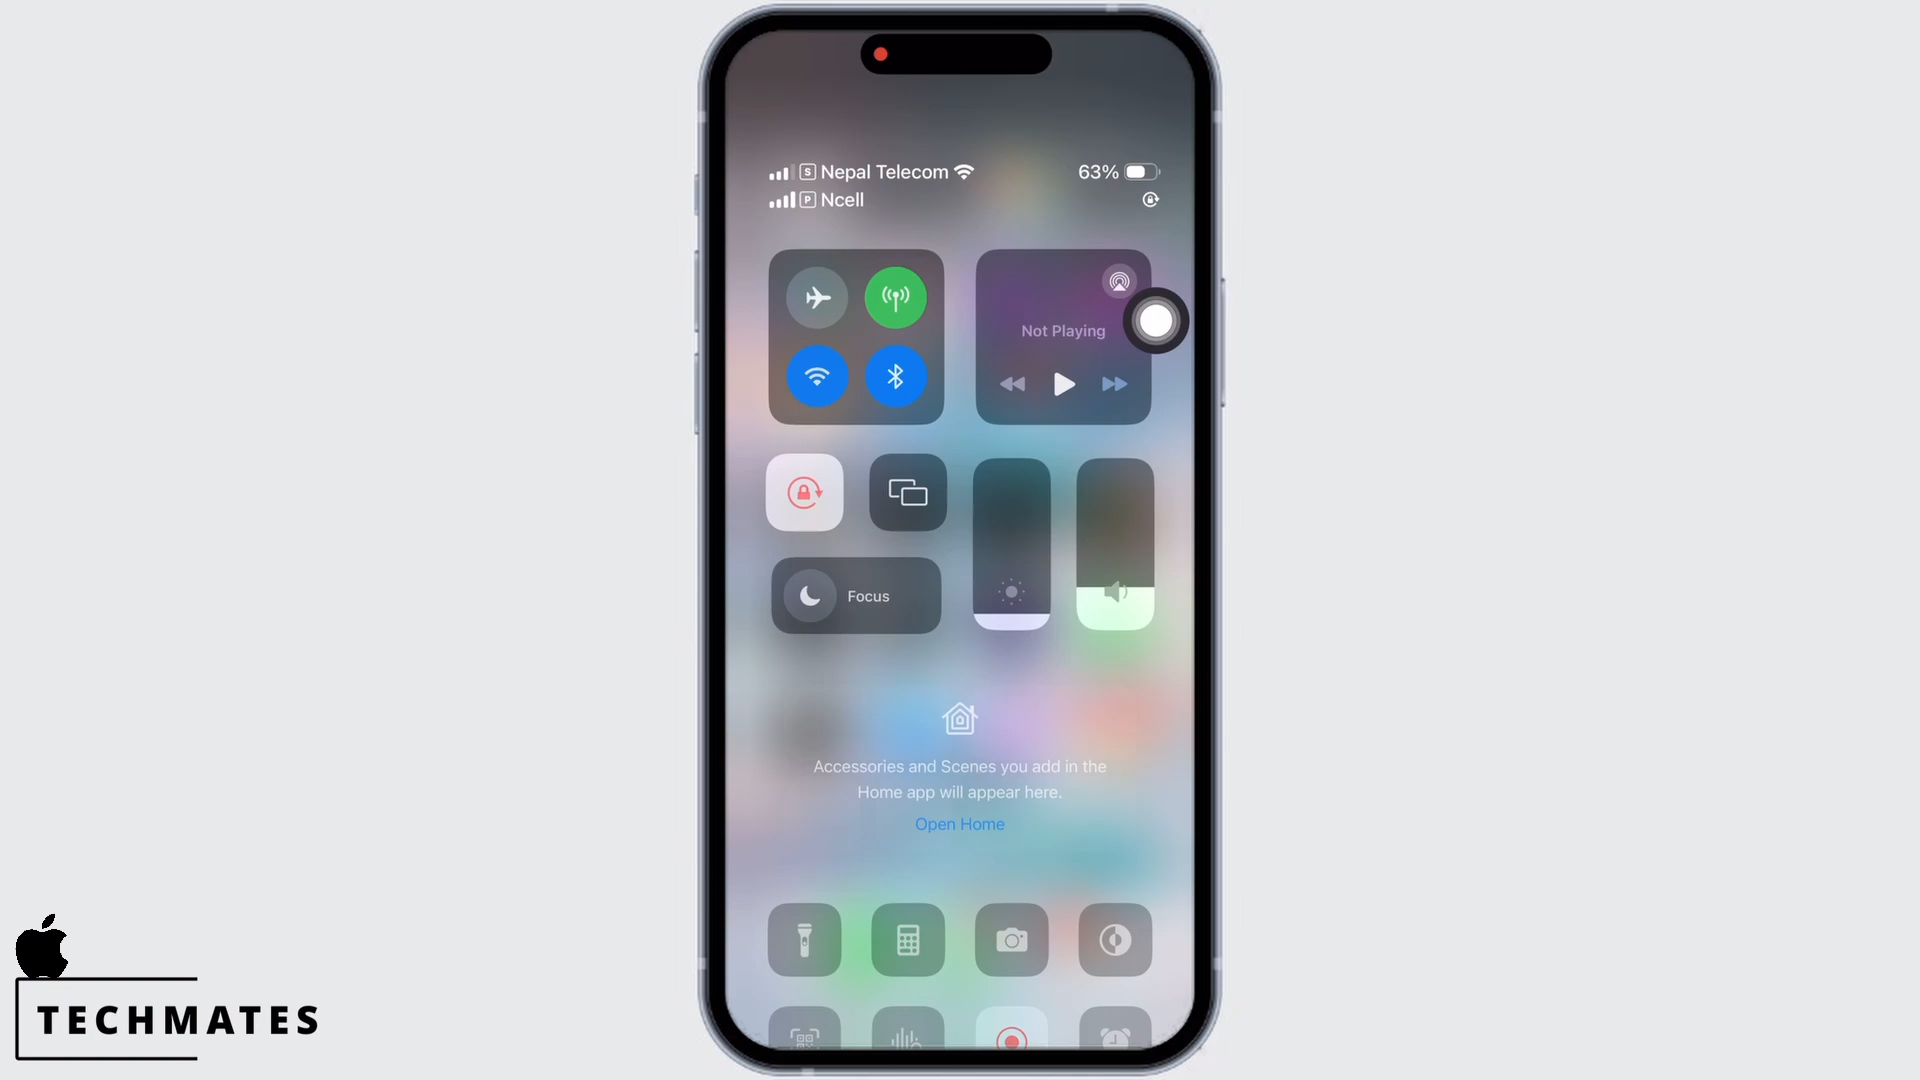 S Nepal Telecom 63%
P Ncell
Not Playing
Focus
Accessories and Scenes you add in the
Home app will appear here.
Open Home
TECHMATES